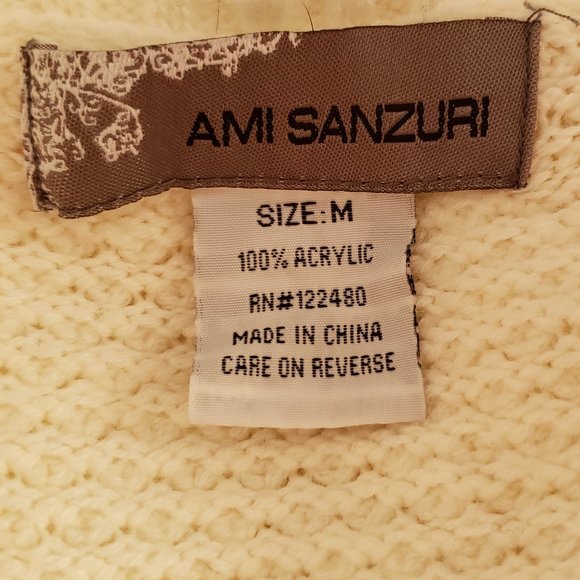 AMI SANZURI
SIZE: M
100% ACRYLIC
RN#122480
MADE IN CHINA
CARE ON REVERSE